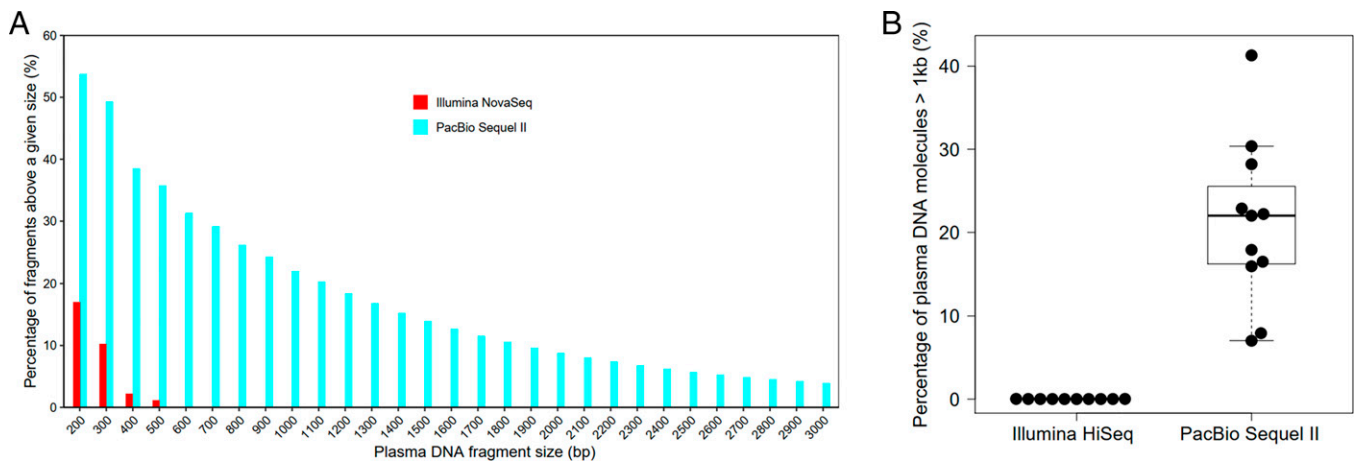 A
Percentage of fragments above a given size (%)
60
50
40
30
20
10
0
Illumina NovaSeq
PacBio Sequel II
200 300 400 500 600 700 800 900 1000 1100 1200 1300 1400 1500 1600 1700 1800 1900 2000 2100 2200 2300 2400 2500 2600 2700 2800 2900 3000
Plasma DNA fragment size (bp)
B
Percentage of plasma DNA molecules > 1kb (%)
40
30
20
10
0
Illumina HiSeq PacBio Sequel II